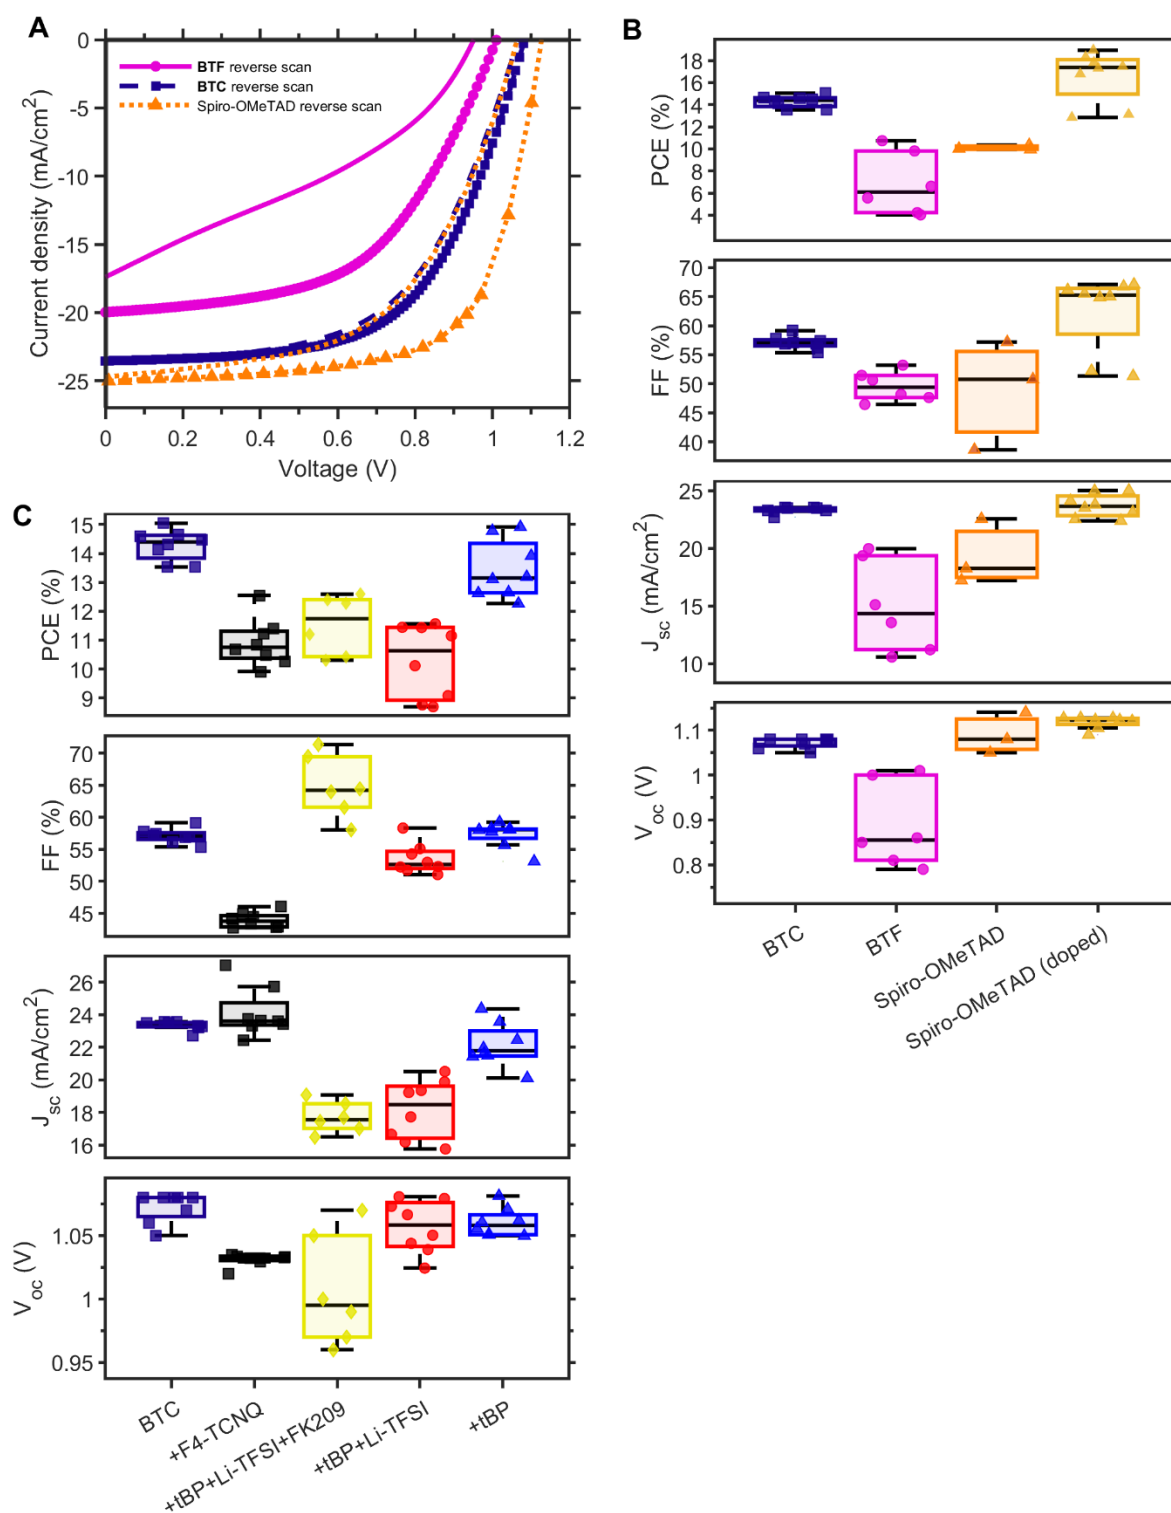 A
0
-5
-10
-15
-20
-25
Current density (mA/cm²)
BTF reverse scan
BTC reverse scan
Spiro-OMeTAD reverse scan
0 0.2 0.4 0.6 0.8 1 1.2
Voltage (V)
B
18
16
14
12
10
8
6
4
PCE (%)
70
65
60
55
50
45
40
FF (%)
25
20
15
10
Jsc (mA/cm²)
1.1
1
0.9
0.8
Voc (V)
BTC
BTF
Spiro-OMeTAD
Spiro-OMeTAD (doped)
C
15
14
13
12
11
10
9
PCE (%)
70
65
60
55
50
45
FF (%)
26
24
22
20
18
16
Jsc (mA/cm²)
1.05
1
0.95
Voc (V)
BTC
+F4-TCNQ
+tBP+Li-TFSI+FK209
+tBP+Li-TFSI
+tBP